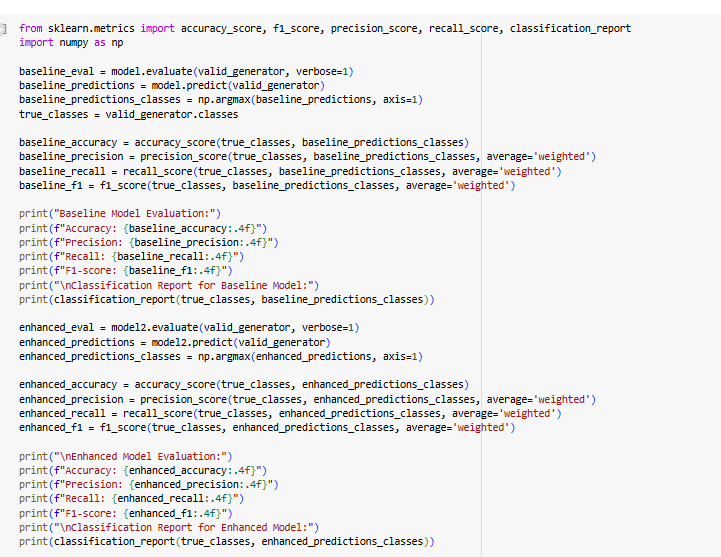 from sklearn.metrics import accuracy_score, f1_score, precision_score, recall_score, classification_report
import numpy as np
baseline_eval = model.evaluate(valid_generator, verbose=1)
baseline_predictions = model.predict(valid_generator)
baseline_predictions_classes = np.argmax(baseline_predictions, axis=1)
true_classes = valid_generator.classes
baseline_accuracy = accuracy_score(true_classes, baseline_predictions_classes)
baseline_precision = precision_score(true_classes, baseline_predictions_classes, average='weighted')
baseline_recall = recall_score(true_classes, baseline_predictions_classes, average='weighted')
baseline_f1 = f1_score(true_classes, baseline_predictions_classes, average='weighted')
print("Baseline Model Evaluation:")
print(f"Accuracy: {baseline_accuracy:.4f}")
print(f"Precision: {baseline_precision:.4f}")
print(f"Recall: {baseline_recall:.4f}")
print(f"F1-score: {baseline_f1:.4f}")
print("\nClassification Report for Baseline Model:")
print(classification_report(true_classes, baseline_predictions_classes))
enhanced_eval = model2.evaluate(valid_generator, verbose=1)
enhanced_predictions = model2.predict(valid_generator)
enhanced_predictions_classes = np.argmax(enhanced_predictions, axis=1)
enhanced_accuracy = accuracy_score(true_classes, enhanced_predictions_classes)
enhanced_precision = precision_score(true_classes, enhanced_predictions_classes, average='weighted')
enhanced_recall = recall_score(true_classes, enhanced_predictions_classes, average='weighted')
enhanced_f1 = f1_score(true_classes, enhanced_predictions_classes, average='weighted')
print("\nEnhanced Model Evaluation:")
print(f"Accuracy: {enhanced_accuracy:.4f}")
print(f"Precision: {enhanced_precision:.4f}")
print(f"Recall: {enhanced_recall:.4f}")
print(f"F1-score: {enhanced_f1:.4f}")
print("\nClassification Report for Enhanced Model:")
print(classification_report(true_classes, enhanced_predictions_classes))